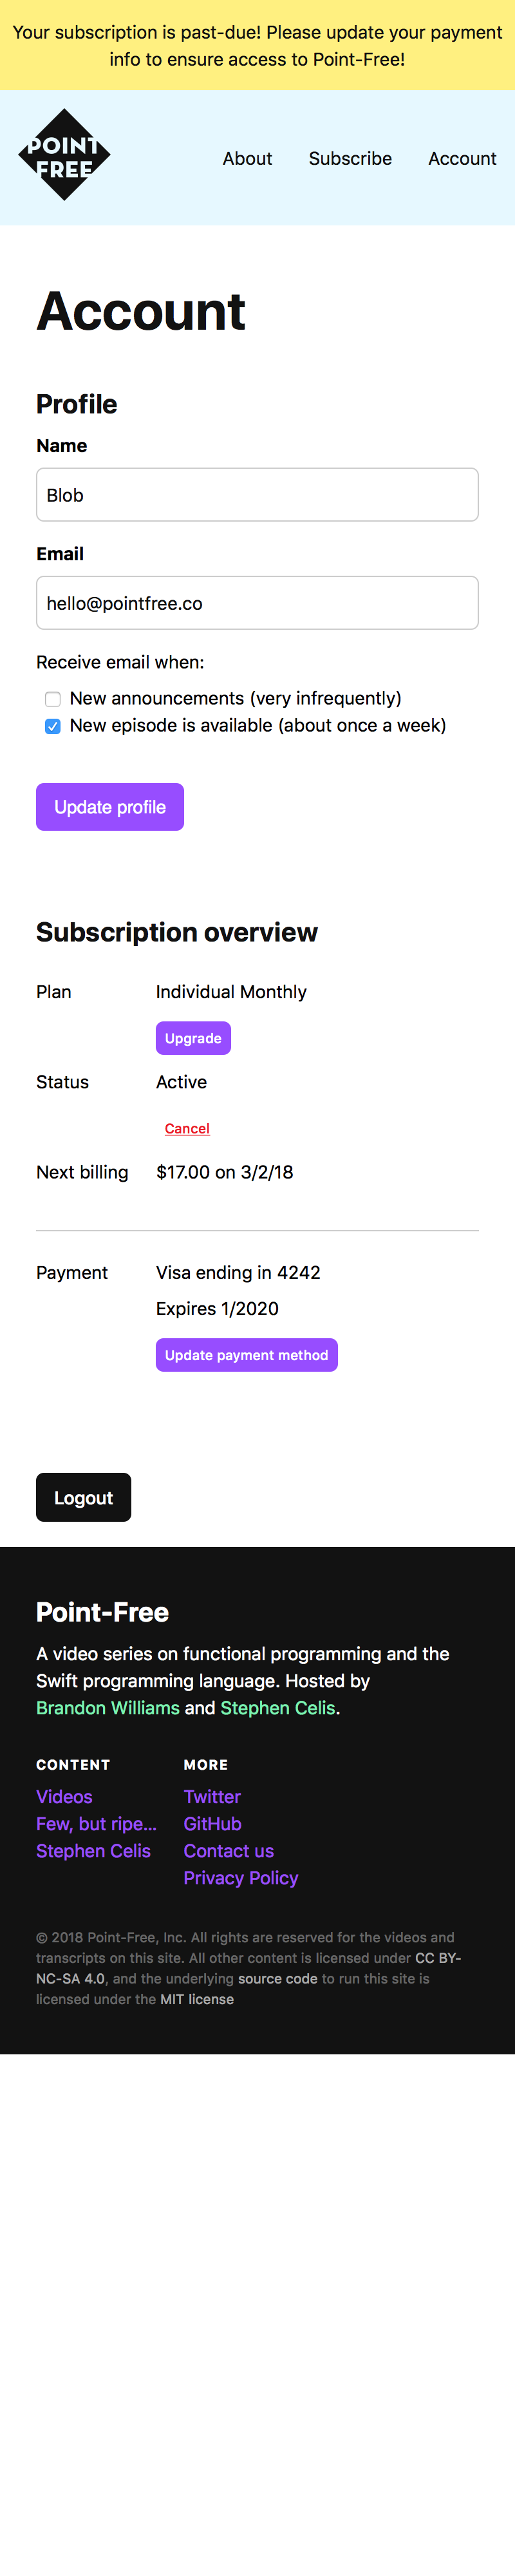 Your subscription is past-due! Please update your payment
info to ensure access to Point-Free!
POINT
FREE
About Subscribe Account
Account
Profile
Name
Blob
Email
hello@pointfree.co
Receive email when:
New announcements (very infrequently)
New episode is available (about once a week)
Update profile
Subscription overview
Plan Individual Monthly
Upgrade
Status Active
Cancel
Next billing $17.00 on 3/2/18
Payment Visa ending in 4242
Expires 1/2020
Update payment method
Logout
Point-Free
A video series on functional programming and the
Swift programming language. Hosted by
Brandon Williams and Stephen Celis.
CONTENT MORE
Videos Twitter
Few, but ripe... GitHub
Stephen Celis Contact us
Privacy Policy
© 2018 Point-Free, Inc. All rights are reserved for the videos and
transcripts on this site. All other content is licensed under CC BY-
NC-SA 4.0, and the underlying source code to run this site is
licensed under the MIT license